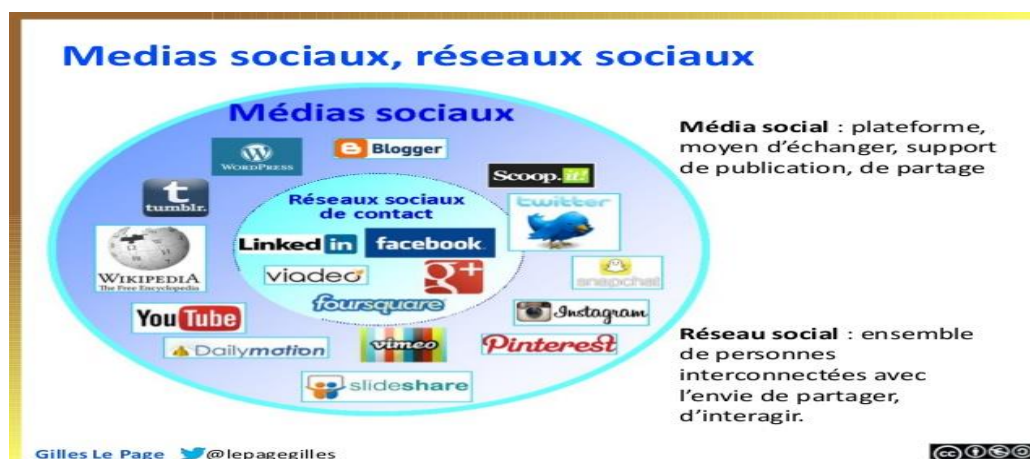 Medias sociaux, réseaux sociaux
Médias sociaux
WORDPRESS
Blogger
Scoop.it!
tumblr.
twitter
Réseaux sociaux
de contact
Linked in
facebook
WIKIPEDIA
The Free Encyclopedia
viadeo
g+
snapchat
foursquare
YouTube
Instagram
Dailymotion
vimeo
Pinterest
slideshare
Média social : plateforme,
moyen d'échanger, support
de publication, de partage
Réseau social : ensemble
de personnes
interconnectées avec
l'envie de partager,
d'interagir.
Gilles Le Page @lepagegilles
cc